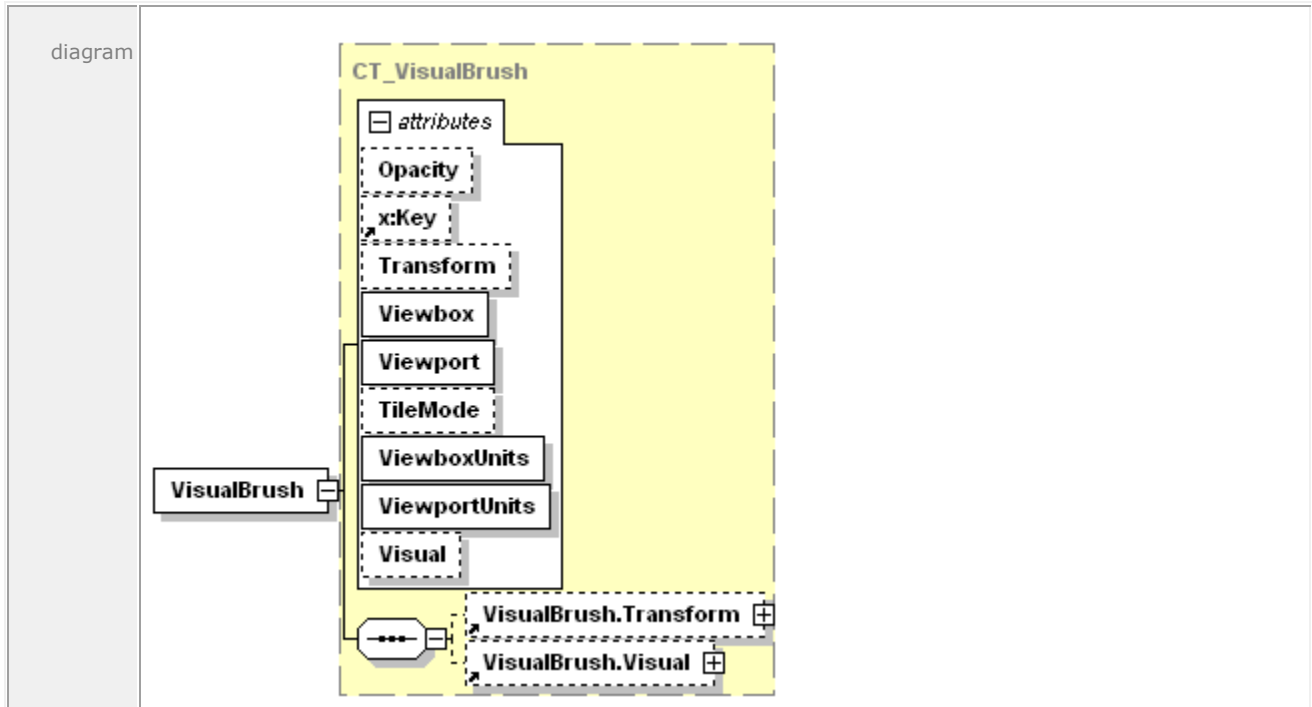 diagram
CT_VisualBrush
attributes
Opacity
x:Key
Transform
Viewbox
Viewport
TileMode
ViewboxUnits
VisualBrush
ViewportUnits
Visual
VisualBrush.Transform
VisualBrush.Visual